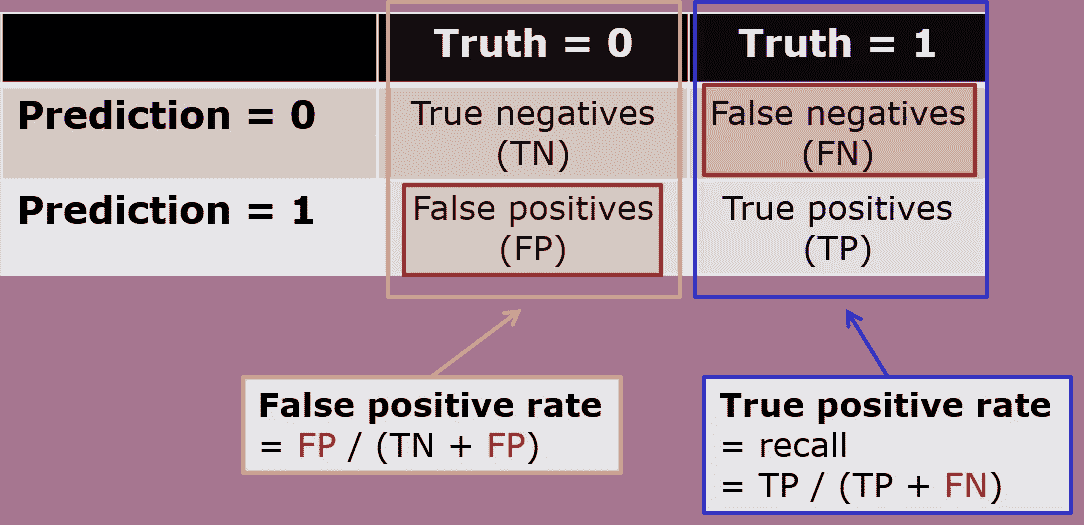 Truth = 0 Truth = 1
Prediction = 0 True negatives (TN) False negatives (FN)
Prediction = 1 False positives (FP) True positives (TP)
False positive rate
= FP / (TN + FP)
True positive rate
= recall
= TP / (TP + FN)